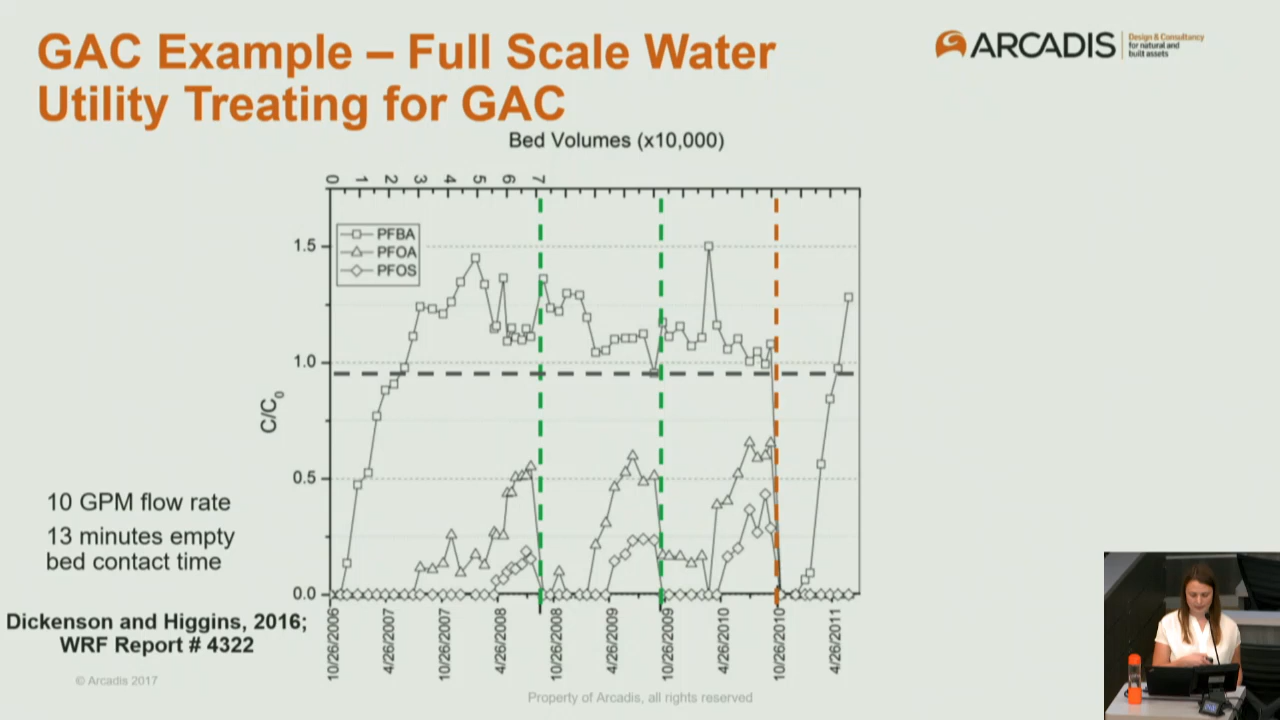 GAC Example – Full Scale Water
Utility Treating for GAC
ARCADIS
Design & Consultancy
for natural and
built assets
Bed Volumes (x10,000)
0 1 2 3 4 5 6 7
PFBA
PFOA
PFOS
1.5
1.0
0.5
0.0
C/C0
10/26/2006
4/26/2007
10/26/2007
4/26/2008
10/26/2008
4/26/2009
10/26/2009
4/26/2010
10/26/2010
4/26/2011
10 GPM flow rate
13 minutes empty
bed contact time
Dickenson and Higgins, 2016;
WRF Report # 4322
© Arcadis 2017
Property of Arcadis, all rights reserved